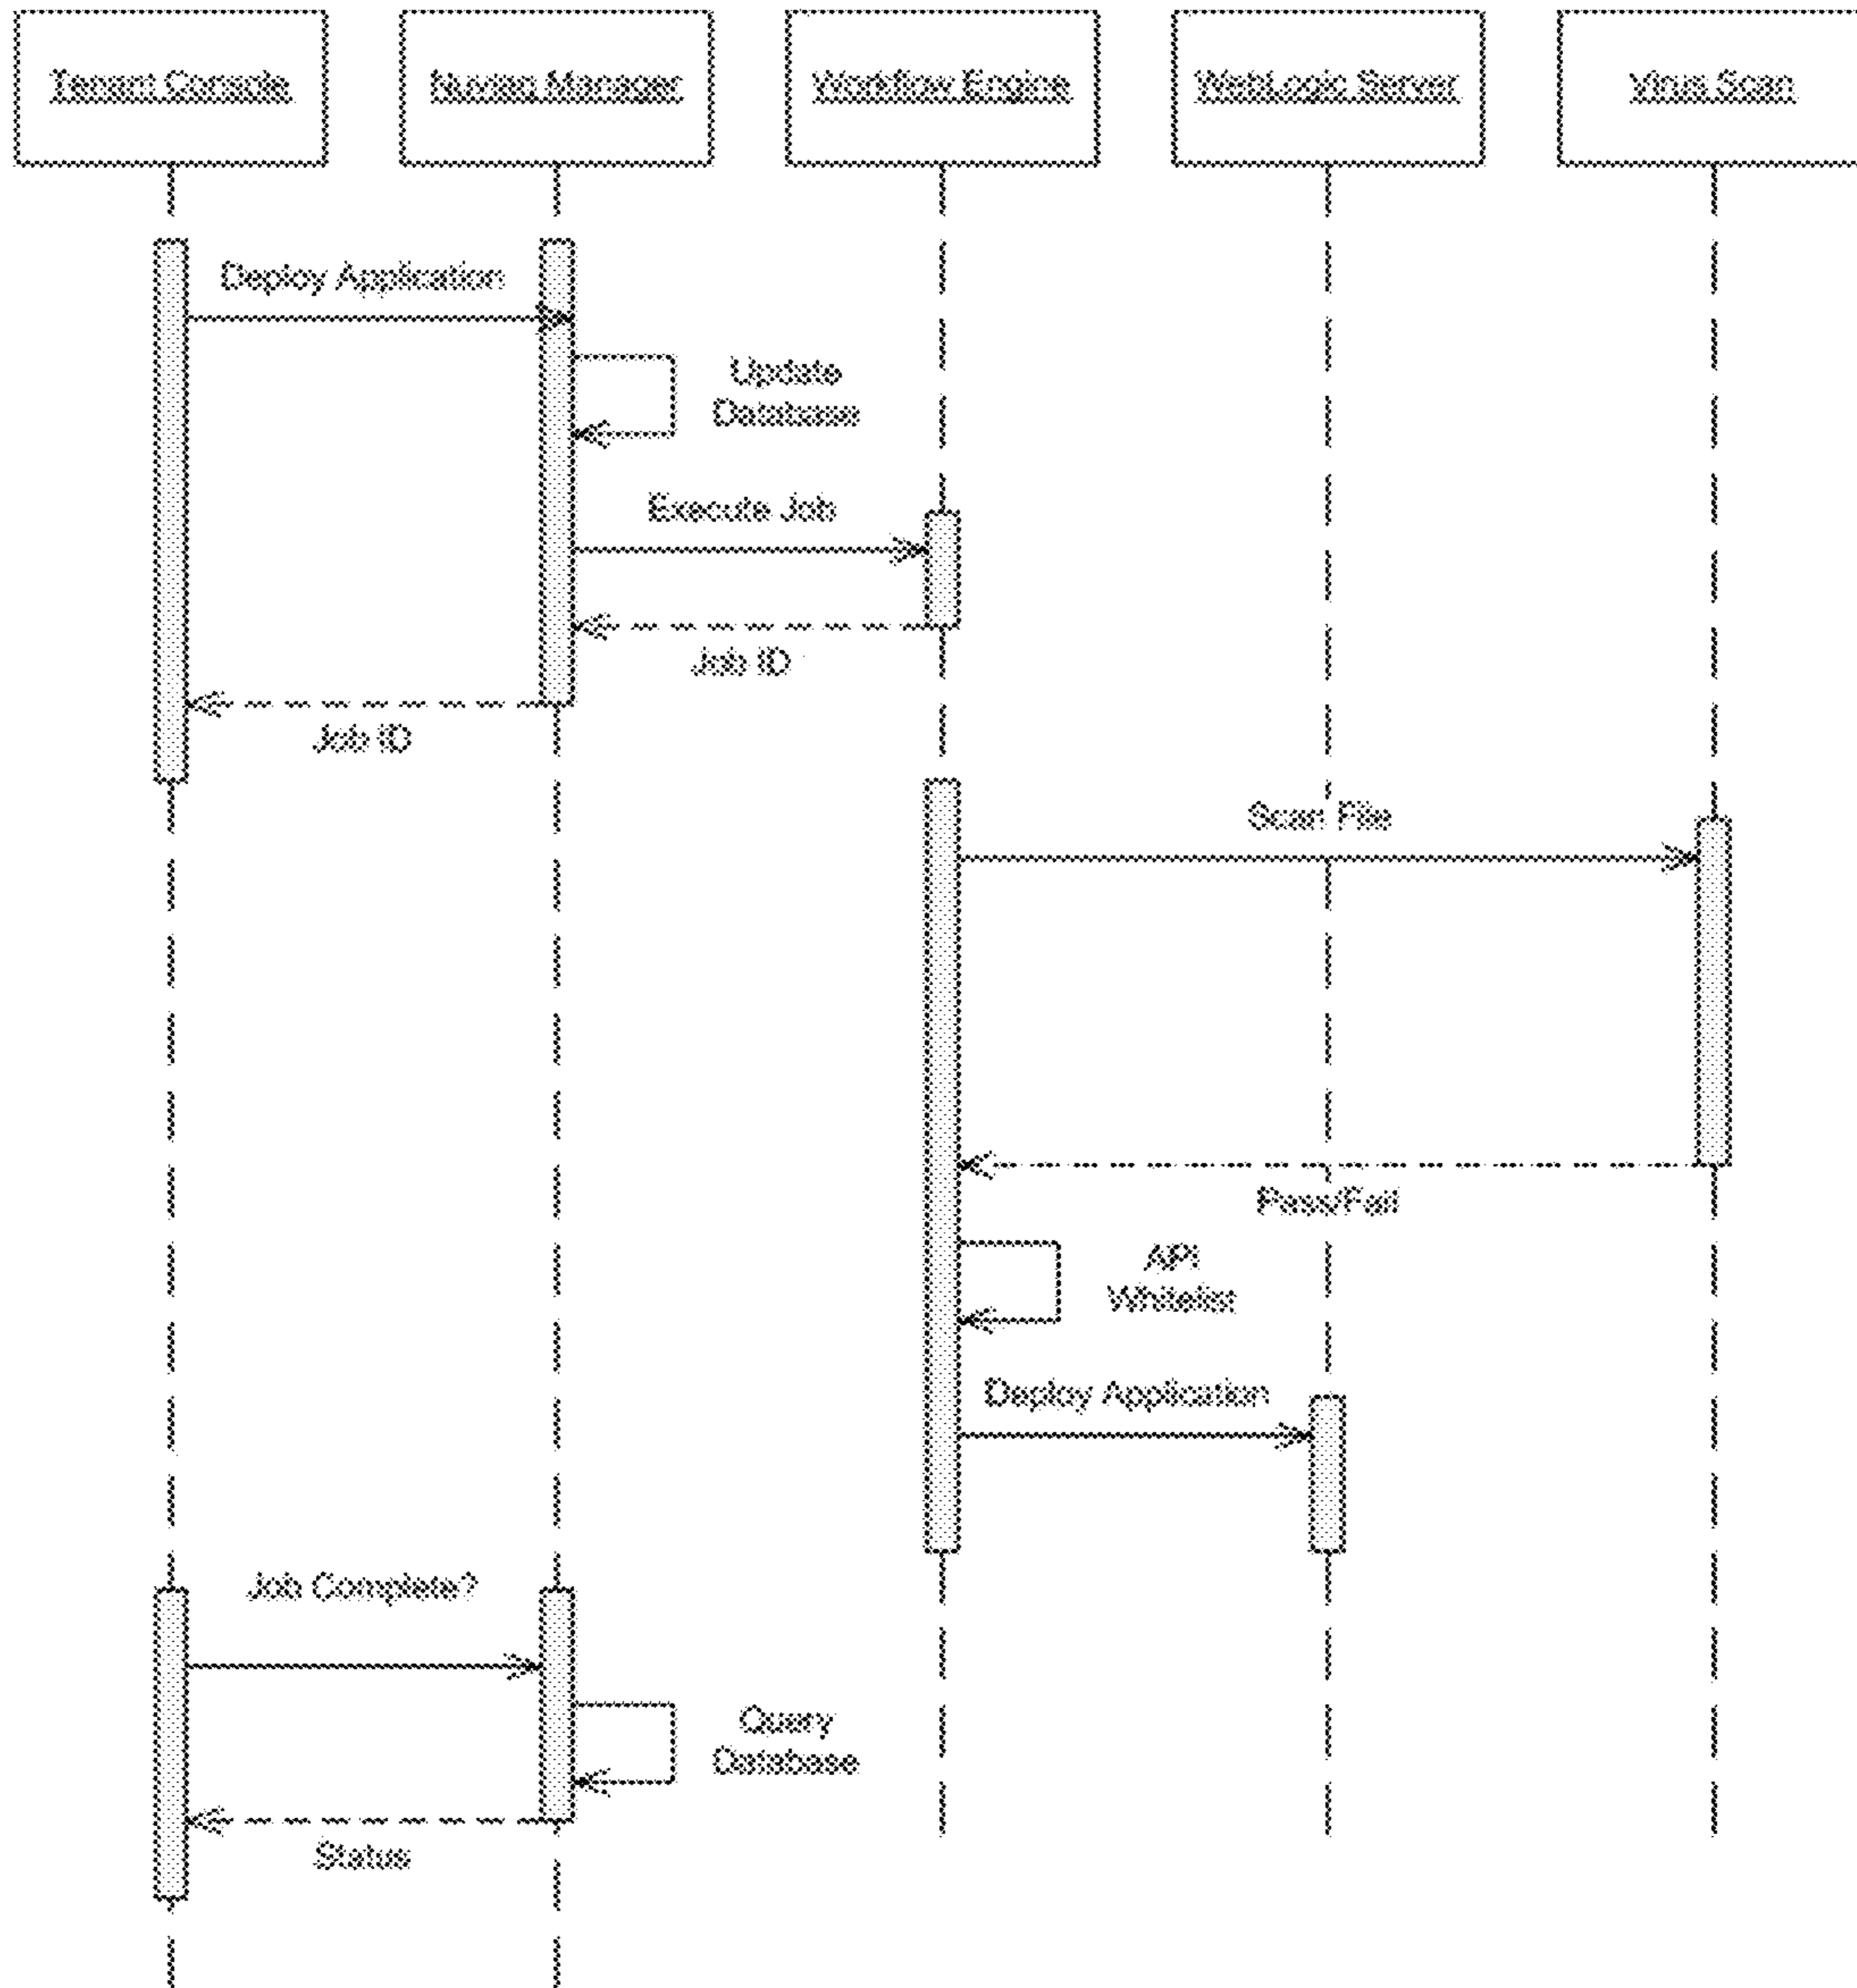 Tenant Console
Nuviaq Manager
Workflow Engine
WebLogic Server
Virus Scan
Deploy Application
Update
Database
Execute Job
Job ID
Job ID
Scan File
Pass/Fail
API
Whitelist
Deploy Application
Job Complete?
Query
Database
Status